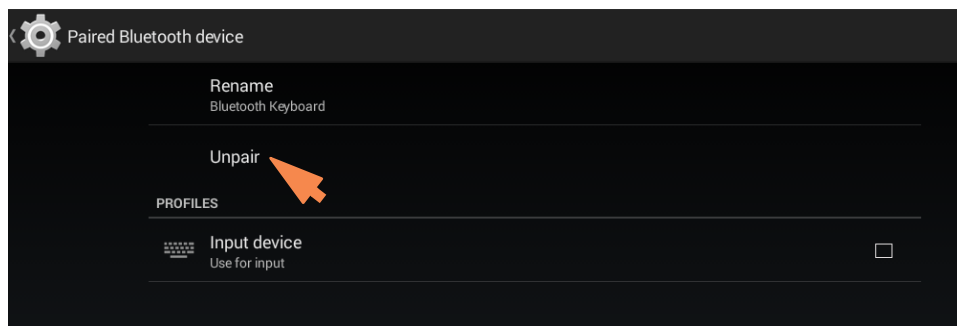 Paired Bluetooth device
Rename
Bluetooth Keyboard
Unpair
PROFILES
Input device
Use for input